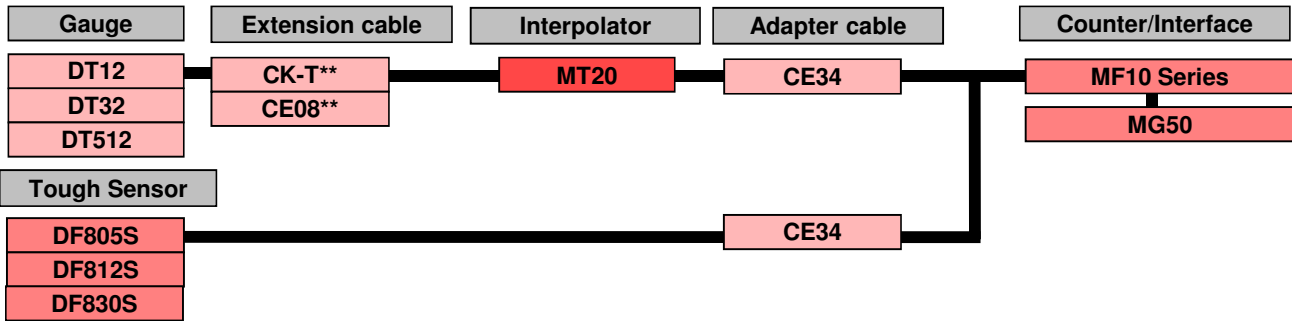 Gauge
Extension cable
Interpolator
Adapter cable
Counter/Interface
DT12
CK-T**
MT20
CE34
MF10 Series
DT32
CE08**
MG50
DT512
Tough Sensor
DF805S
CE34
DF812S
DF830S